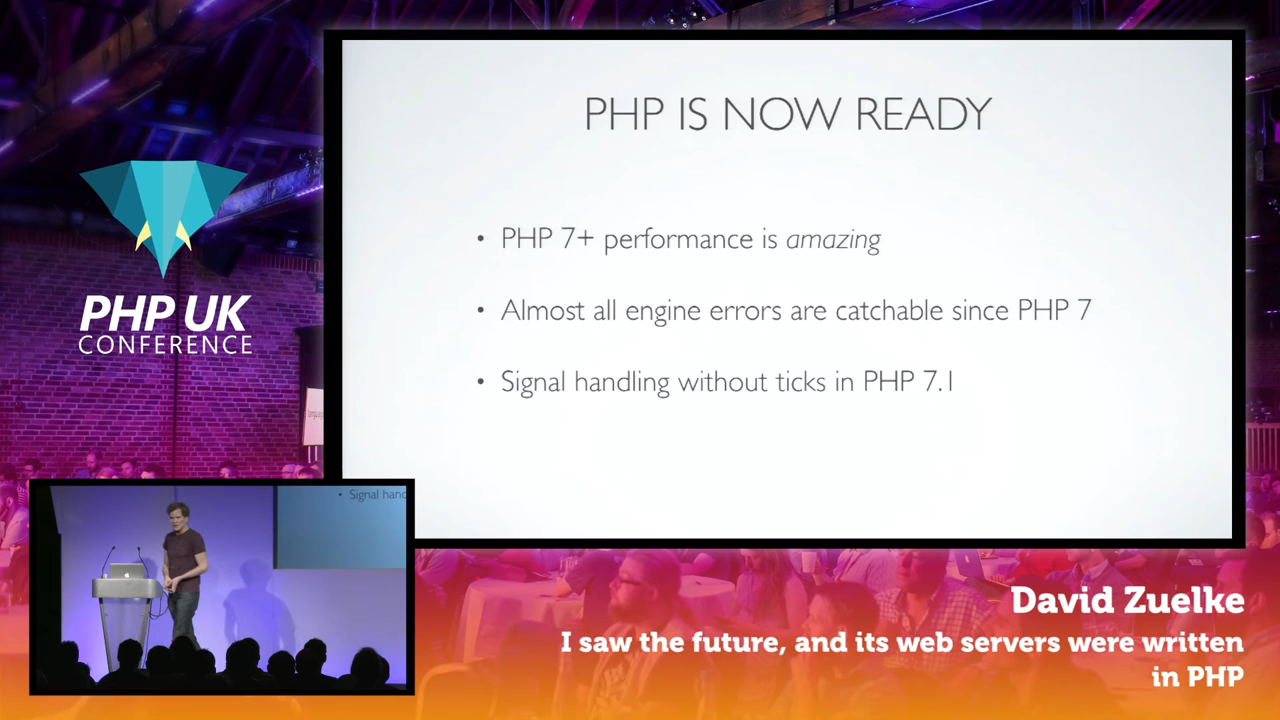 PHP IS NOW READY
• PHP 7+ performance is amazing
• Almost all engine errors are catchable since PHP 7
• Signal handling without ticks in PHP 7.1
PHP UK
CONFERENCE
• Signal hand
David Zuelke
I saw the future, and its web servers were written
in PHP